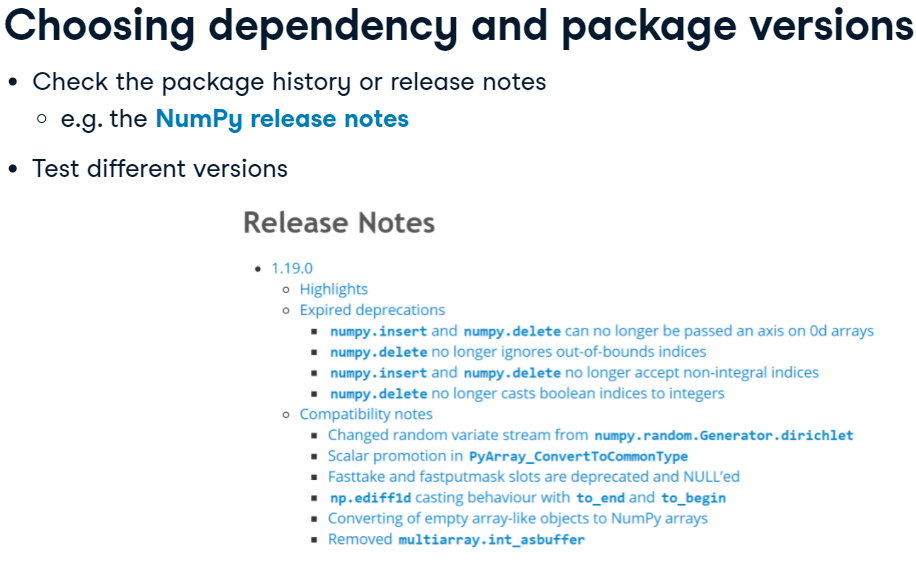 Choosing dependency and package versions
Check the package history or release notes
e.g. the NumPy release notes
Test different versions
Release Notes
1.19.0
Highlights
Expired deprecations
numpy.insert and numpy.delete can no longer be passed an axis on 0d arrays
numpy.delete no longer ignores out-of-bounds indices
numpy.insert and numpy.delete no longer accept non-integral indices
numpy.delete no longer casts boolean indices to integers
Compatibility notes
Changed random variate stream from numpy.random.Generator.dirichlet
Scalar promotion in PyArray_ConvertToCommonType
Fasttake and fastputmask slots are deprecated and NULL'ed
np.ediff1d casting behaviour with to_end and to_begin
Converting of empty array-like objects to NumPy arrays
Removed multiarray.int_asbuffer